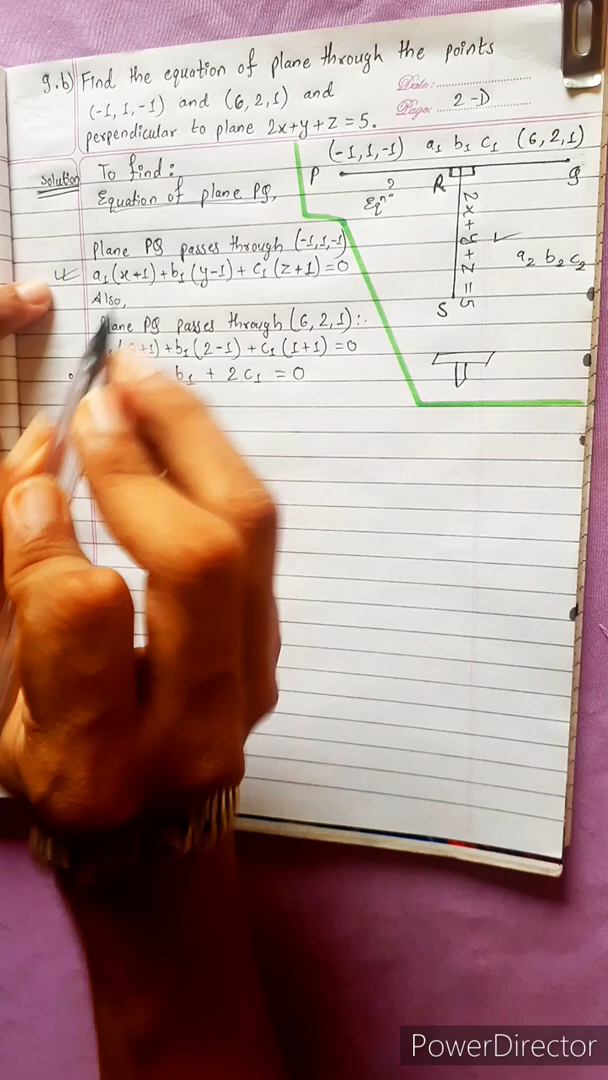 9.b) Find the equation of plane through the points
(-1, 1, -1) and (6, 2, 1) and
perpendicular to plane 2x+y+z=5.
Date:
Page: 2-D
Solution
To find:
Equation of plane PQ,
Plane PQ passes through (-1,1,-1)
a₁(x+1)+b₁(y-1)+c₁(z+1)=0
Also,
Plane PQ passes through (6, 2, 1):-
+1)+b₁(2-1)+c₁(1+1)=0
b₁ + 2c₁ = 0
(-1,1,-1) a₁ b₁ c₁ (6,2,1)
P R Q
?
Eqⁿ
2x+y+z=5
a₂ b₂ c₂
S
PowerDirector